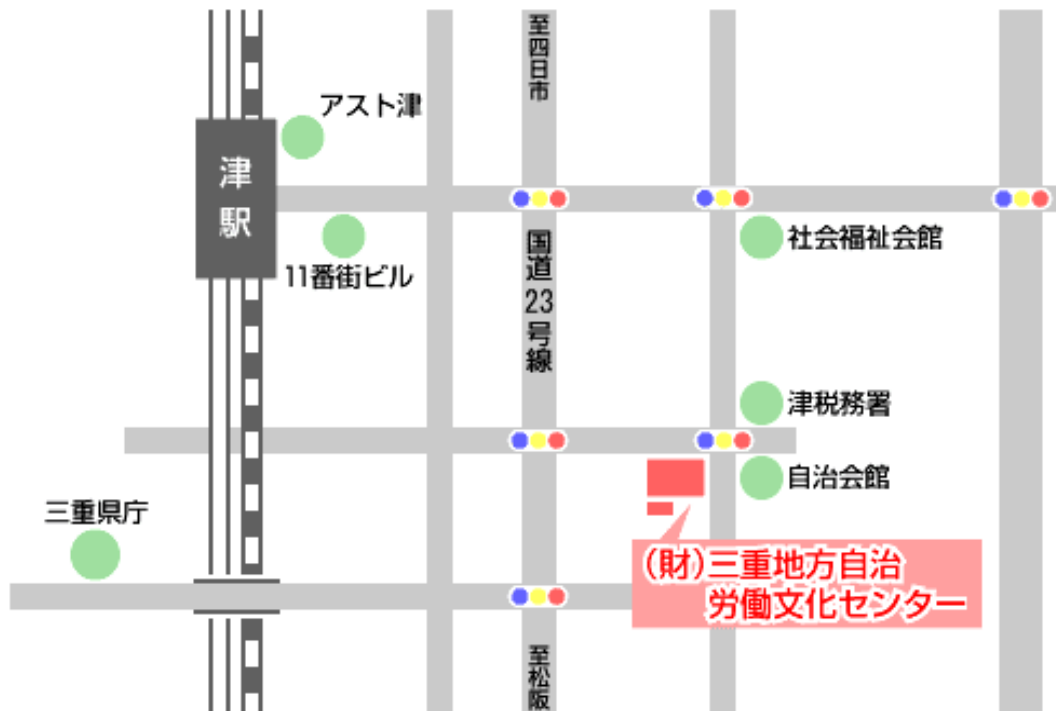 至四日市
アスト津
津駅
社会福祉会館
国道23号線
11番街ビル
津税務署
自治会館
三重県庁
(財)三重地方自治
労働文化センター
至松阪